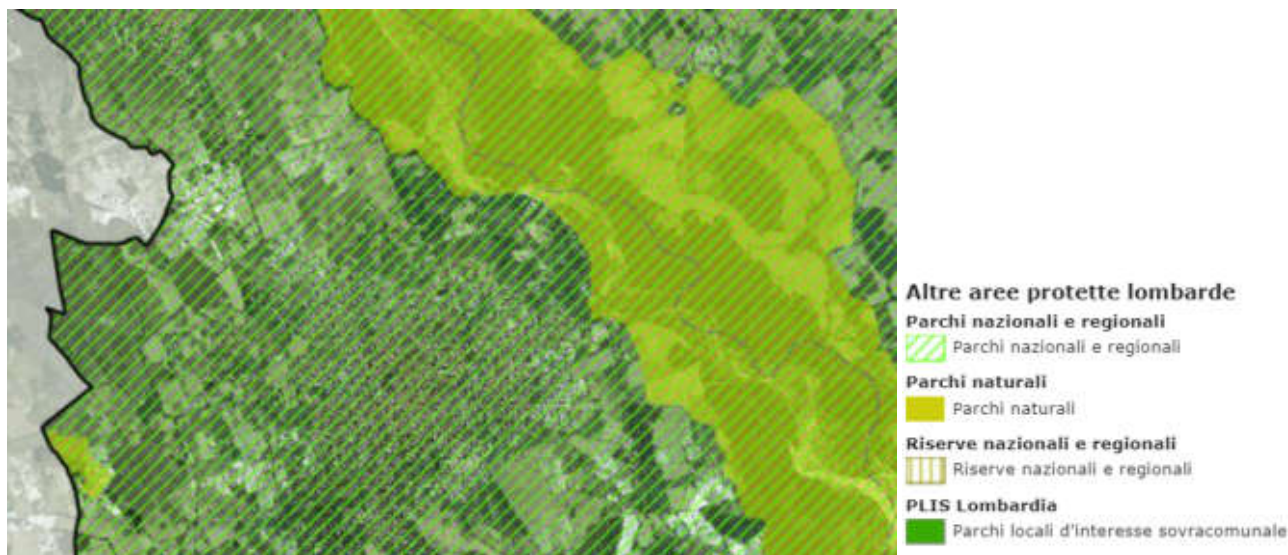 Altre aree protette lombarde
Parchi nazionali e regionali
Parchi nazionali e regionali
Parchi naturali
Parchi naturali
Riserve nazionali e regionali
Riserve nazionali e regionali
PLIS Lombardia
Parchi locali d'interesse sovracomunale